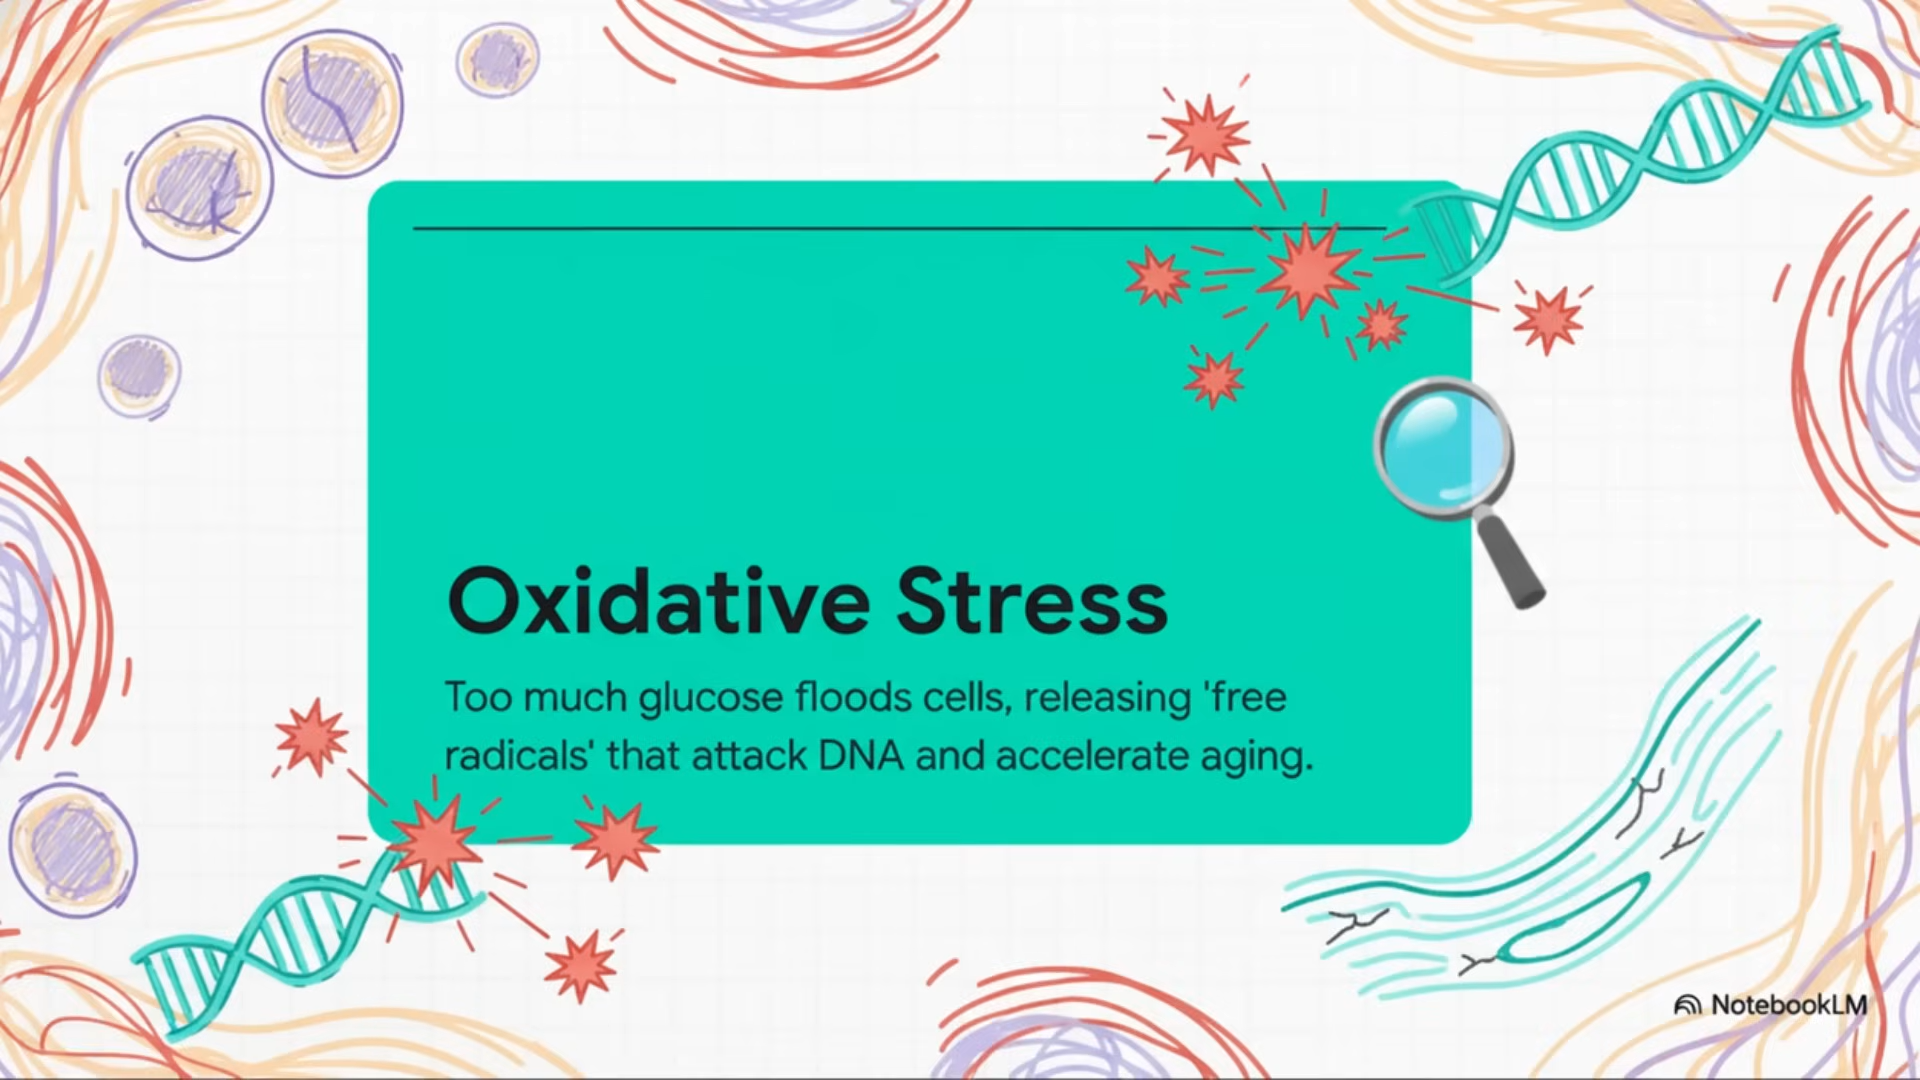 Oxidative Stress
Too much glucose floods cells, releasing 'free
radicals' that attack DNA and accelerate aging.
NotebookLM